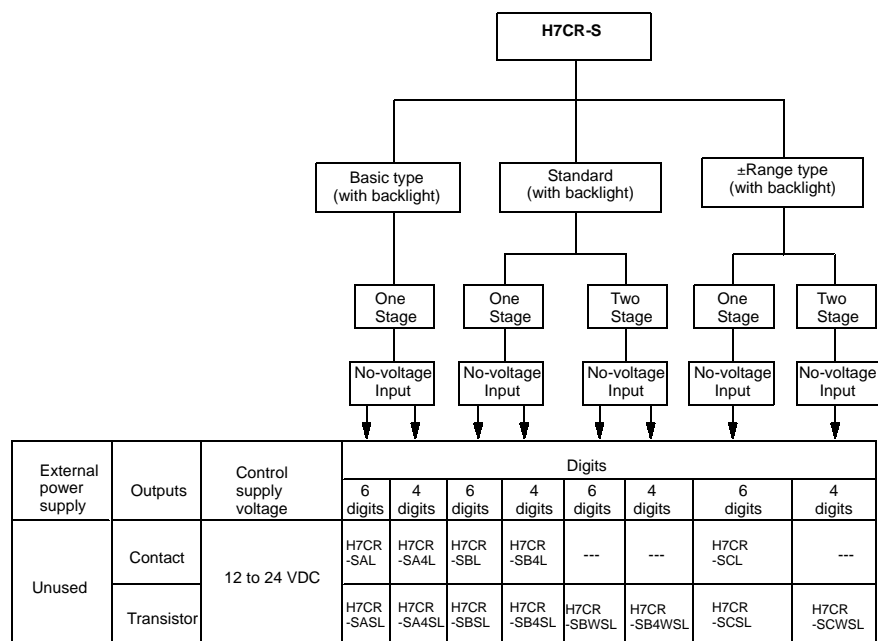 H7CR-S
Basic type
(with backlight)
Standard
(with backlight)
±Range type
(with backlight)
One
Stage
One
Stage
Two
Stage
One
Stage
Two
Stage
No-voltage
Input
No-voltage
Input
No-voltage
Input
No-voltage
Input
No-voltage
Input
External
power
supply
Outputs
Control
supply
voltage
Digits
6
digits
4
digits
6
digits
4
digits
6
digits
4
digits
6
digits
4
digits
Unused
Contact
12 to 24 VDC
H7CR
-SAL
H7CR
-SA4L
H7CR
-SBL
H7CR
-SB4L
---
---
H7CR
-SCL
---
Transistor
H7CR
-SASL
H7CR
-SA4SL
H7CR
-SBSL
H7CR
-SB4SL
H7CR
-SBWSL
H7CR
-SB4WSL
H7CR
-SCSL
H7CR
-SCWSL